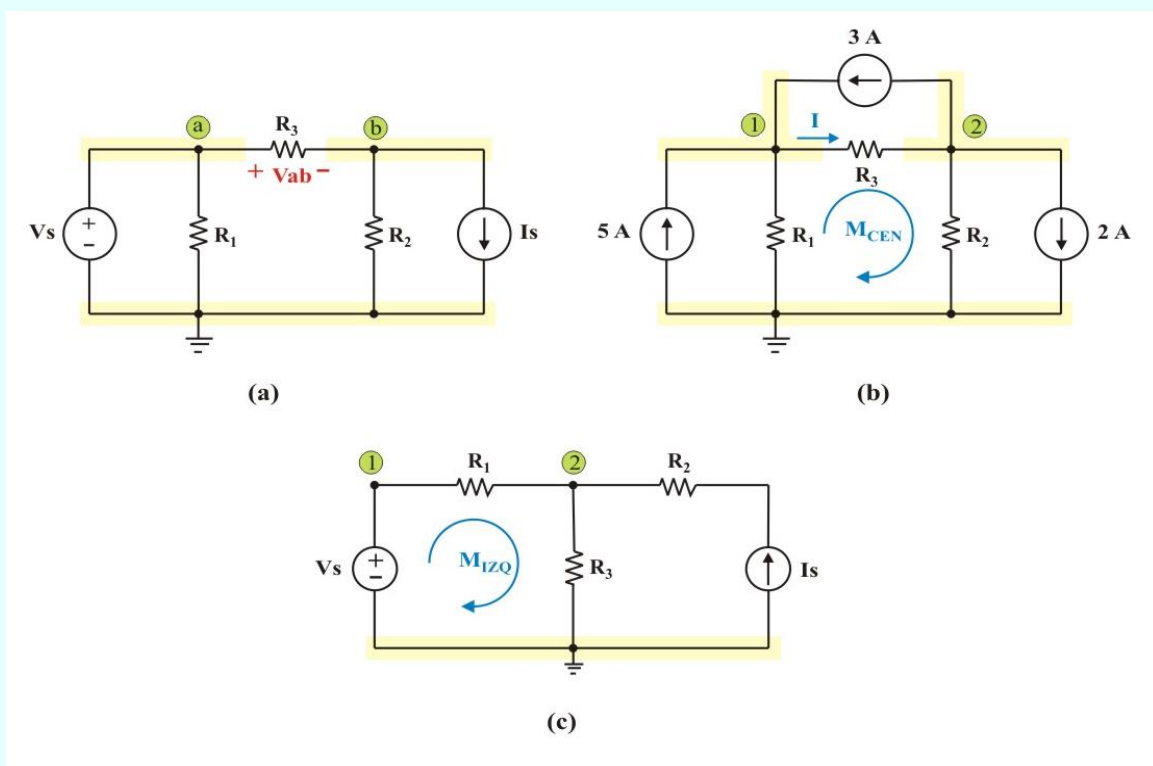 a R₃ b
+ Vab −
Vs + − R₁ R₂ Is
(a)
3 A
1 I 2
R₃
5 A R₁ M_CEN R₂ 2 A
(b)
1 R₁ 2 R₂
Vs + − M_IZQ R₃ Is
(c)